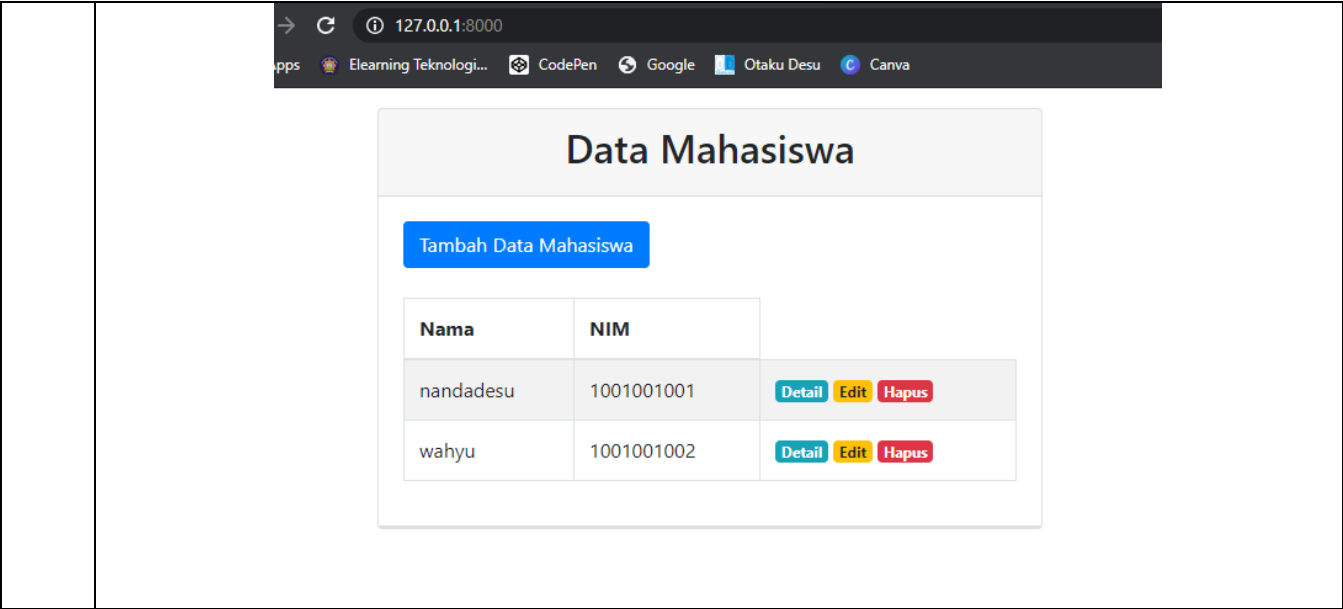 127.0.0.1:8000
Elearning Teknologi... CodePen Google Otaku Desu Canva
Data Mahasiswa
Tambah Data Mahasiswa
Nama NIM
nandadesu 1001001001 Detail Edit Hapus
wahyu 1001001002 Detail Edit Hapus